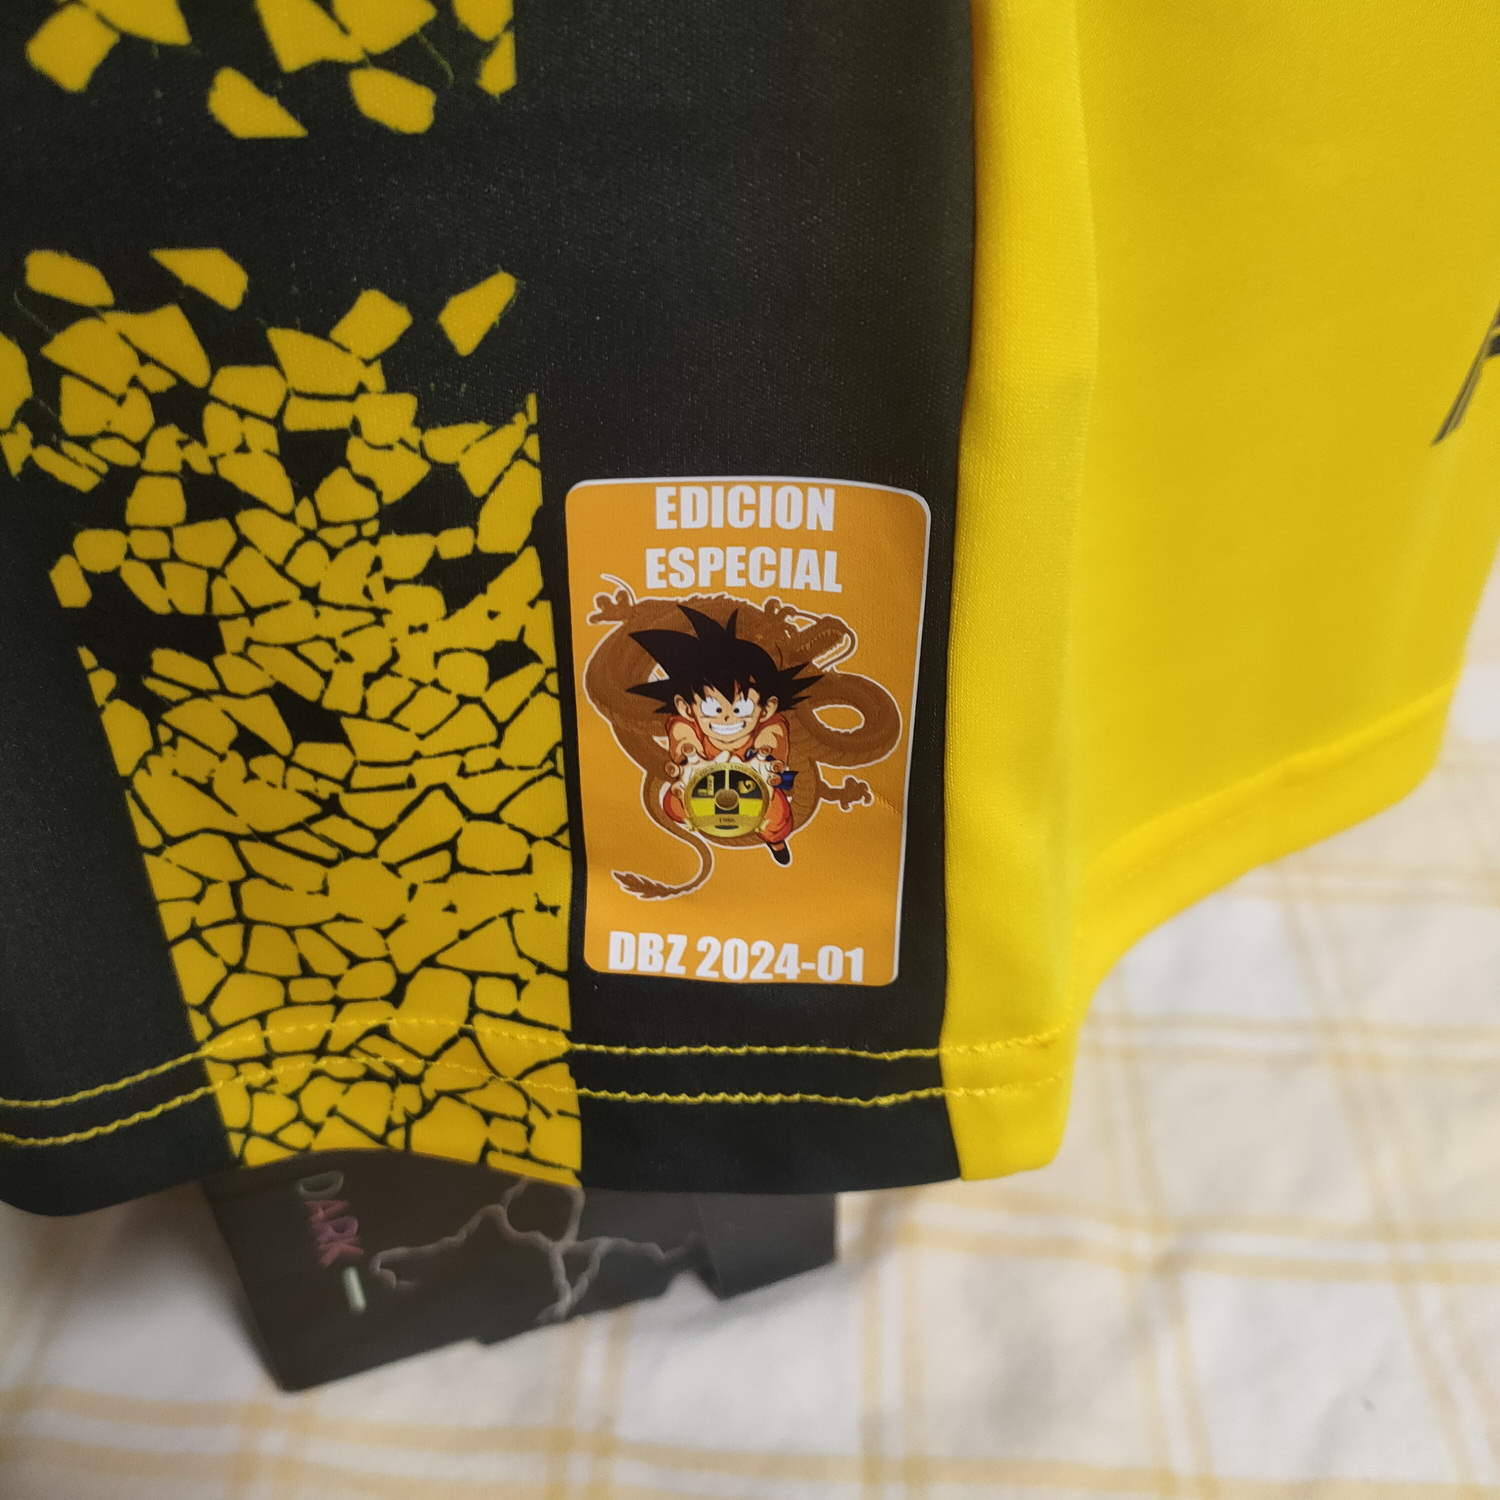 EDICION
ESPECIAL
DBZ 2024-01
DARK